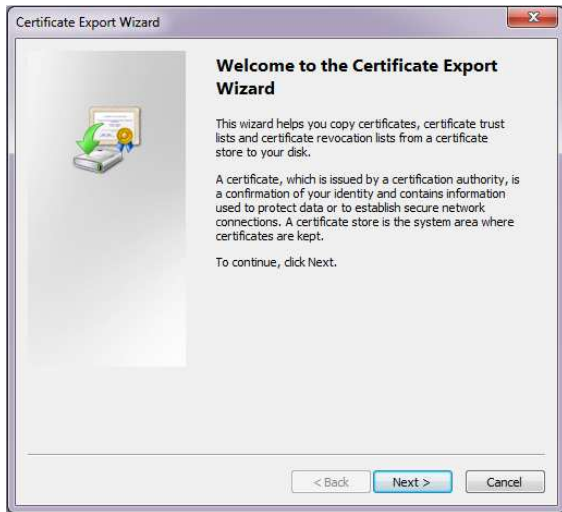 Certificate Export Wizard
Welcome to the Certificate Export
Wizard
This wizard helps you copy certificates, certificate trust
lists and certificate revocation lists from a certificate
store to your disk.
A certificate, which is issued by a certification authority, is
a confirmation of your identity and contains information
used to protect data or to establish secure network
connections. A certificate store is the system area where
certificates are kept.
To continue, click Next.
< Back Next > Cancel